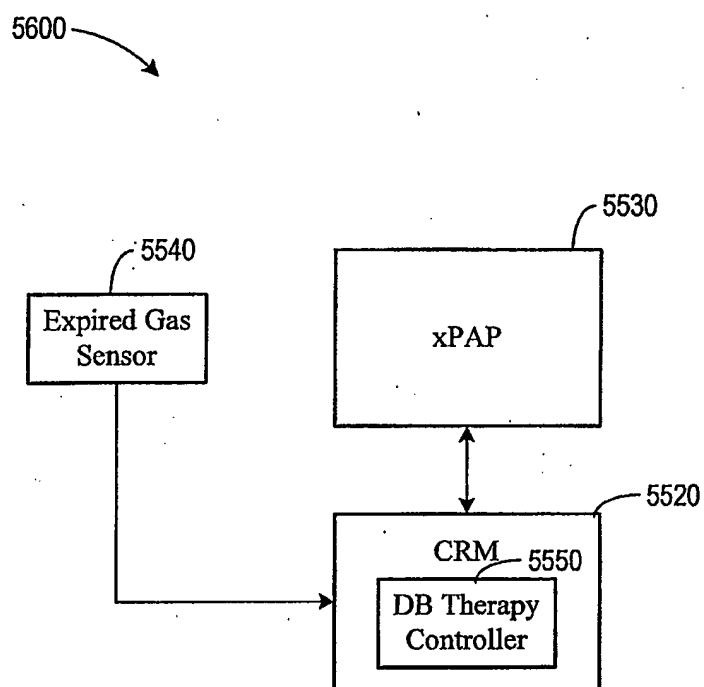 5600
5530
5540
Expired Gas
Sensor
xPAP
5520
CRM
5550
DB Therapy
Controller